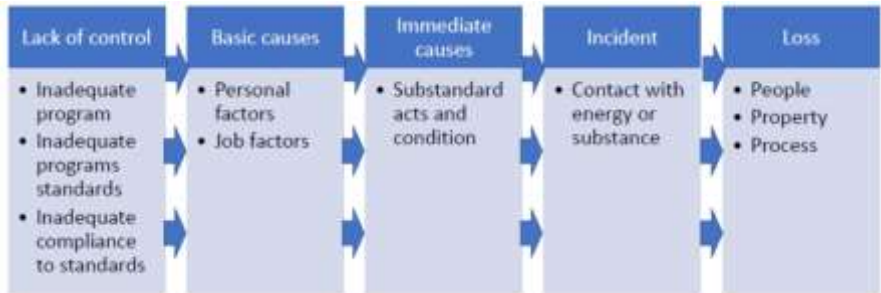 Lack of control
• Inadequate
program
• Inadequate
programs
standards
• Inadequate
compliance
to standards
Basic causes
• Personal
factors
• Job factors
Immediate
causes
• Substandard
acts and
condition
Incident
• Contact with
energy or
substance
Loss
• People
• Property
• Process